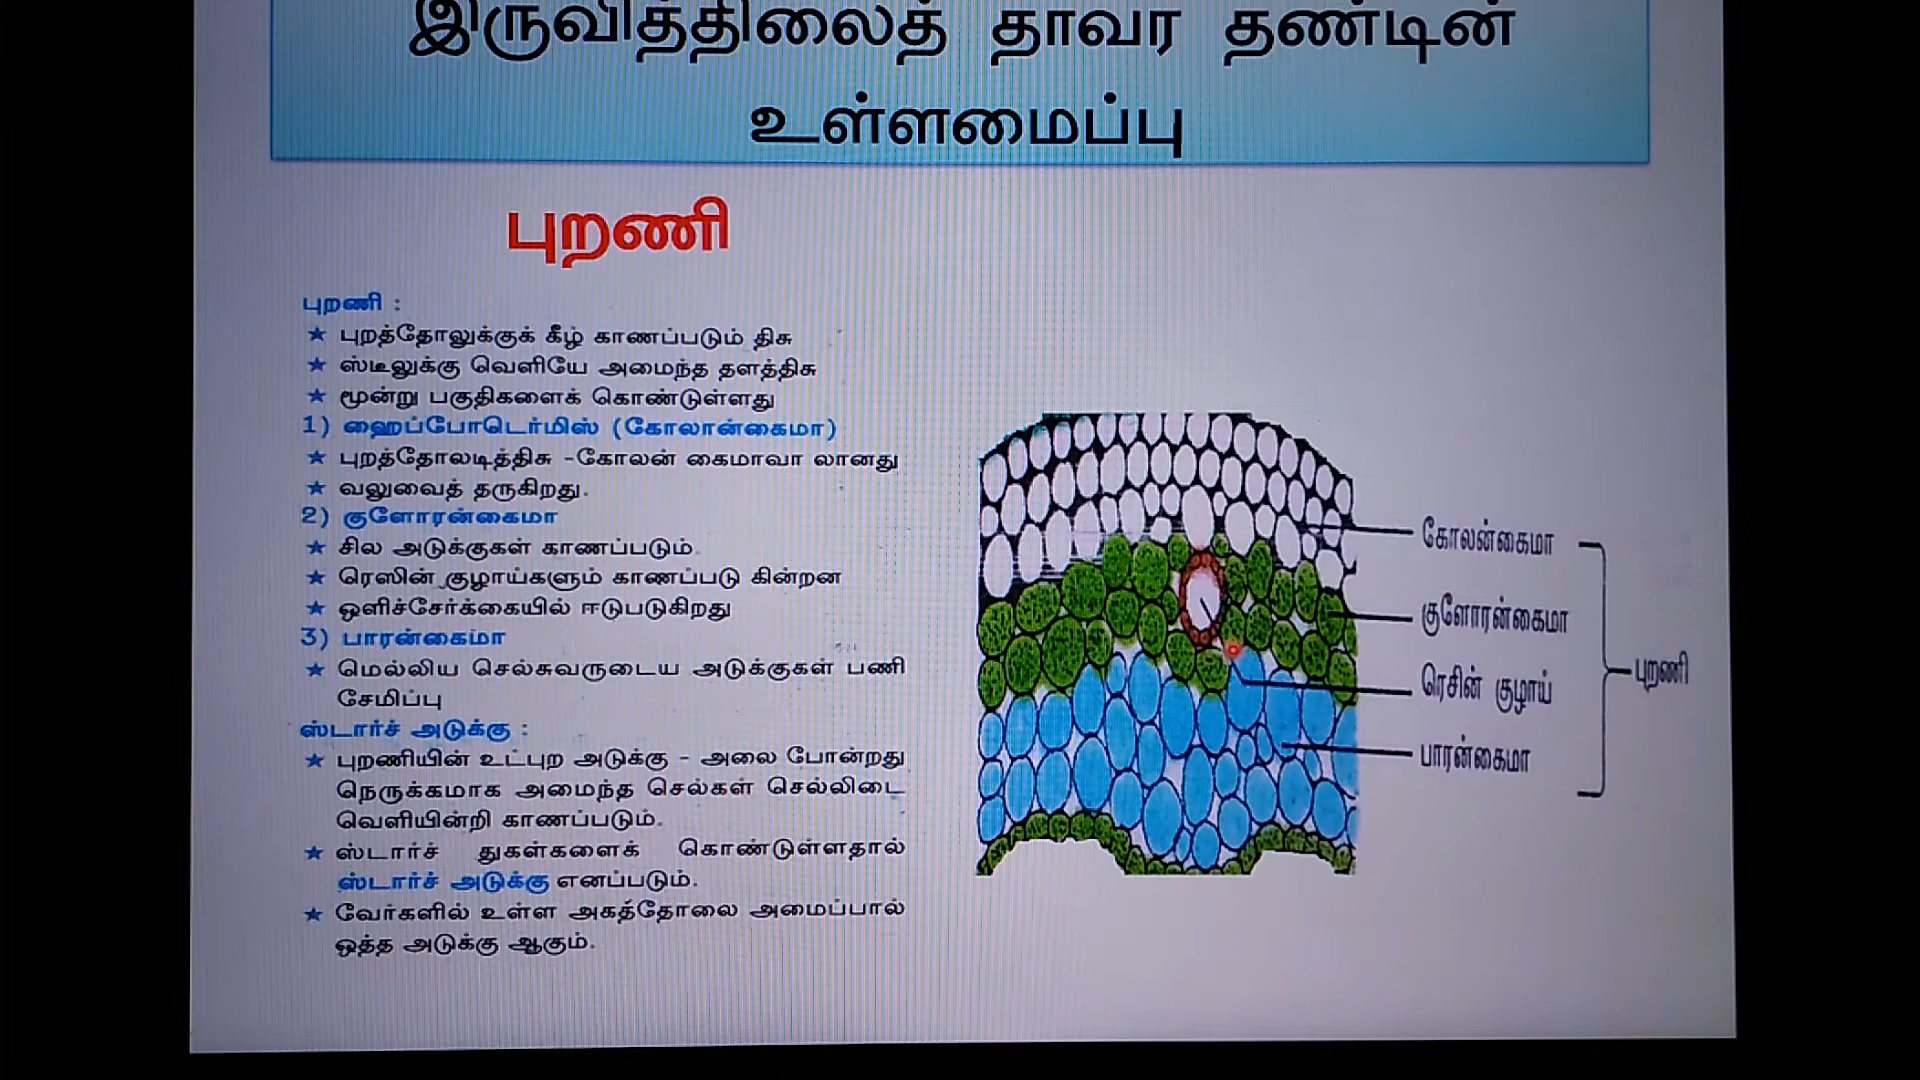 இருவித்திலைத் தாவர தண்டின்
உள்ளமைப்பு
புறணி
புறணி :
★ புறத்தோலுக்குக் கீழ் காணப்படும் திசு
★ ஸ்டீலுக்கு வெளியே அமைந்த தளத்திசு
★ மூன்று பகுதிகளைக் கொண்டுள்ளது
1) ஹைப்போடெர்மிஸ் (கோலான்கைமா)
★ புறத்தோலடித்திசு -கோலன் கைமாவா லானது
★ வலுவைத் தருகிறது.
2) குளோரன்கைமா
★ சில அடுக்குகள் காணப்படும்.
★ ரெஸின் குழாய்களும் காணப்படு கின்றன
★ ஒளிச்சேர்க்கையில் ஈடுபடுகிறது
3) பாரன்கைமா
★ மெல்லிய செல்சுவருடைய அடுக்குகள் பணி
சேமிப்பு
ஸ்டார்ச் அடுக்கு :
★ புறணியின் உட்புற அடுக்கு - அலை போன்றது
நெருக்கமாக அமைந்த செல்கள் செல்லிடை
வெளியின்றி காணப்படும்.
★ ஸ்டார்ச் துகள்களைக் கொண்டுள்ளதால்
ஸ்டார்ச் அடுக்கு எனப்படும்.
★ வேர்களில் உள்ள அகத்தோலை அமைப்பால்
ஒத்த அடுக்கு ஆகும்.
கோலன்கைமா
குளோரன்கைமா
ரெசின் குழாய்
பாரன்கைமா
புறணி